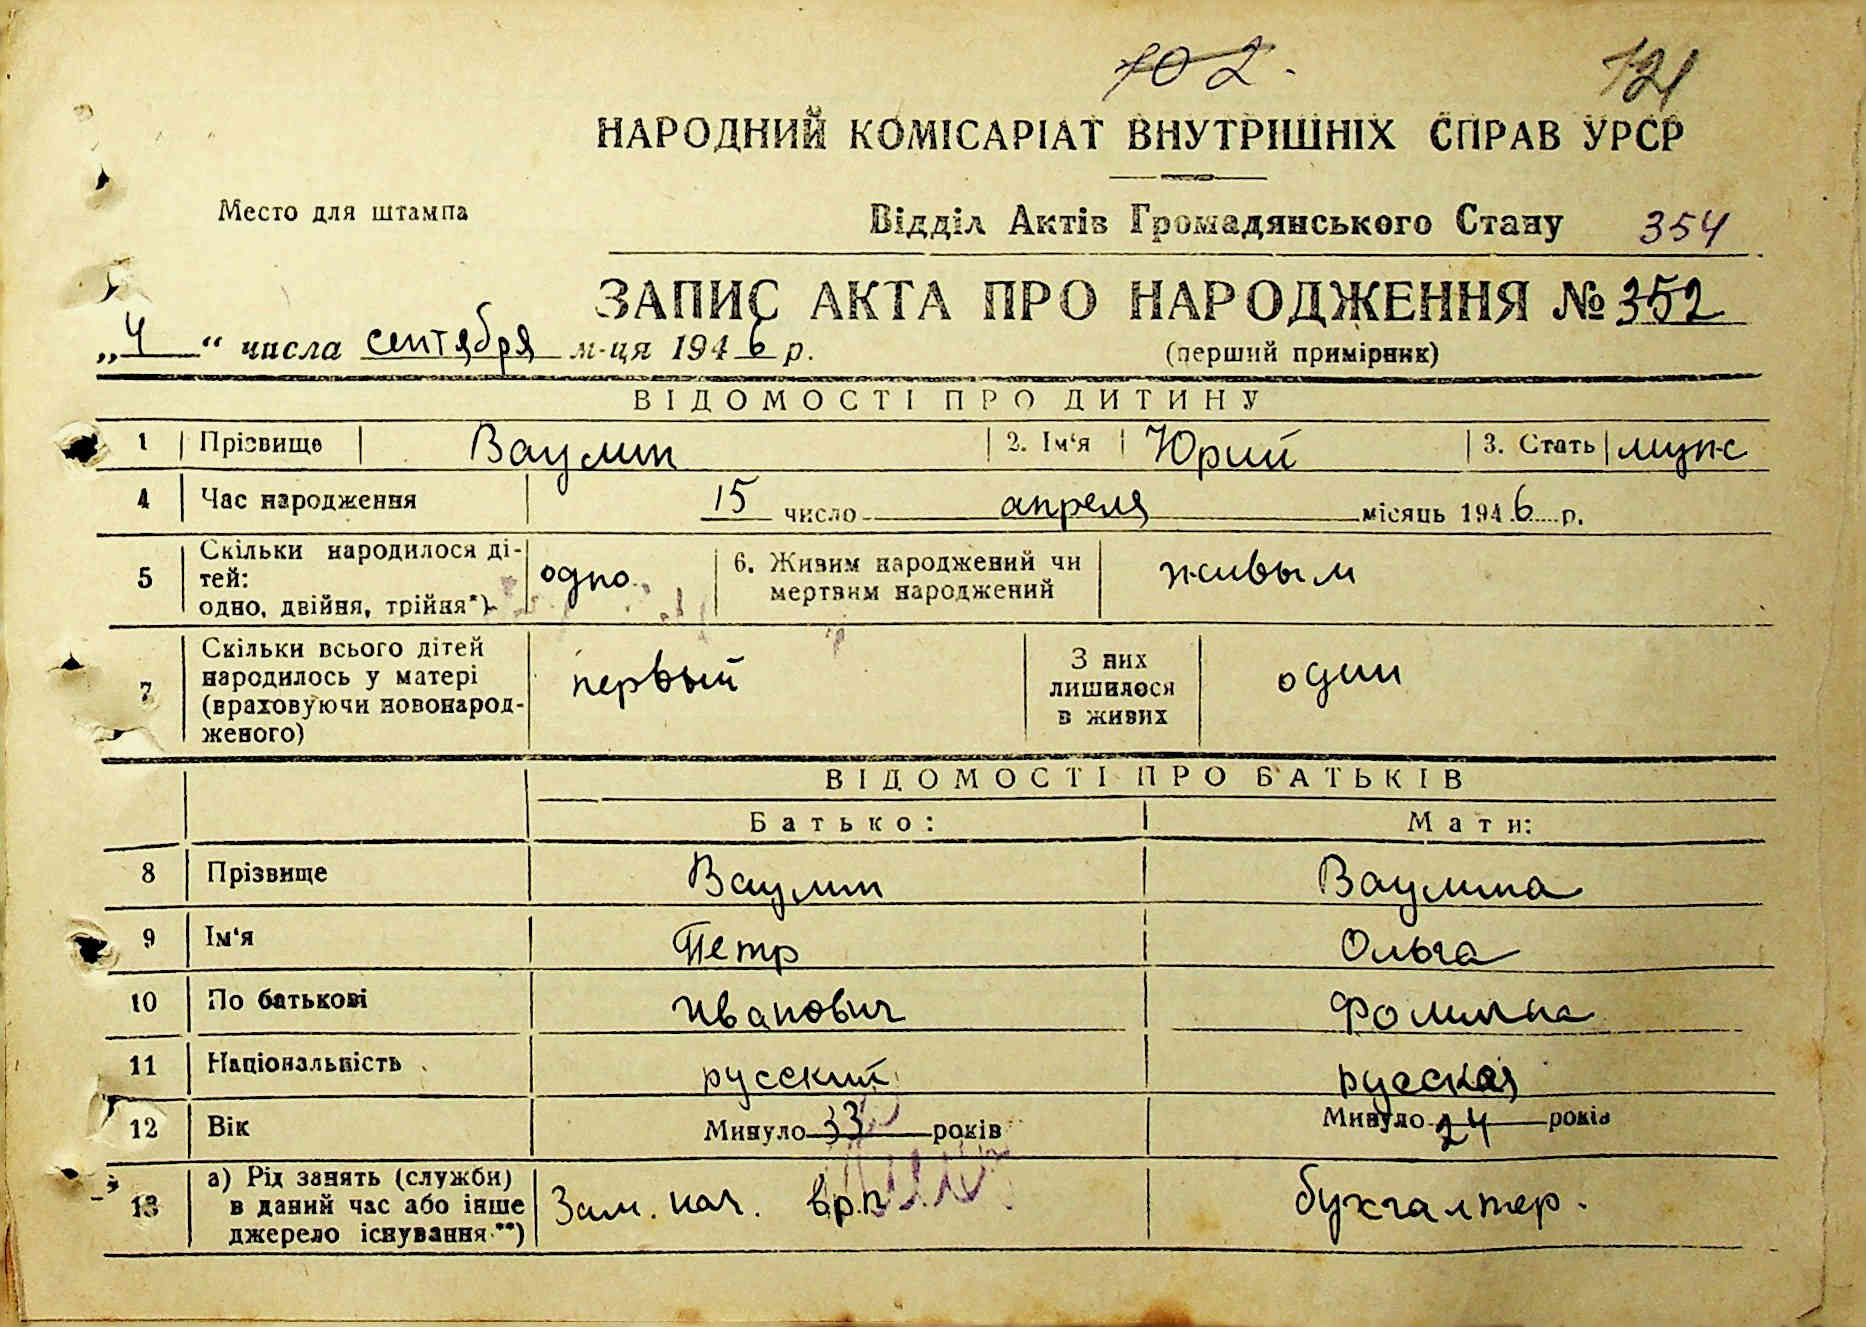 102.
121
НАРОДНИЙ КОМІСАРІАТ ВНУТРІШНІХ СПРАВ УРСР
Место для штампа
Відділ Актів Громадянського Стану 354
ЗАПИС АКТА ПРО НАРОДЖЕННЯ № 352
„4“ числа сентября м-ця 1946 р.
(перший примірник)
ВІДОМОСТІ ПРО ДИТИНУ
1 Прізвище Ваулин 2. Ім‘я Юрий 3. Стать муж
4 Час народження 15 число апреля місяць 1946 р.
5 Скільки народилося ді-
тей:
одно, двійня, трійня*)
одно
6. Живим народжений чи
мертвим народжений
живым
7 Скільки всього дітей
народилось у матері
(враховуючи новонарод-
женого)
первый
З них
лишилося
в живих
один
ВІДОМОСТІ ПРО БАТЬКІВ
Батько: Мати:
8 Прізвище Ваулин Ваулина
9 Ім‘я Петр Ольга
10 По батькові Иванович Фоминна
11 Національність русский русская
12 Вік Минуло 33 років Минуло 24 років
13 а) Рід занять (служби)
в даний час або інше
джерело існування**)
Зам. нач.
бухгалтер.